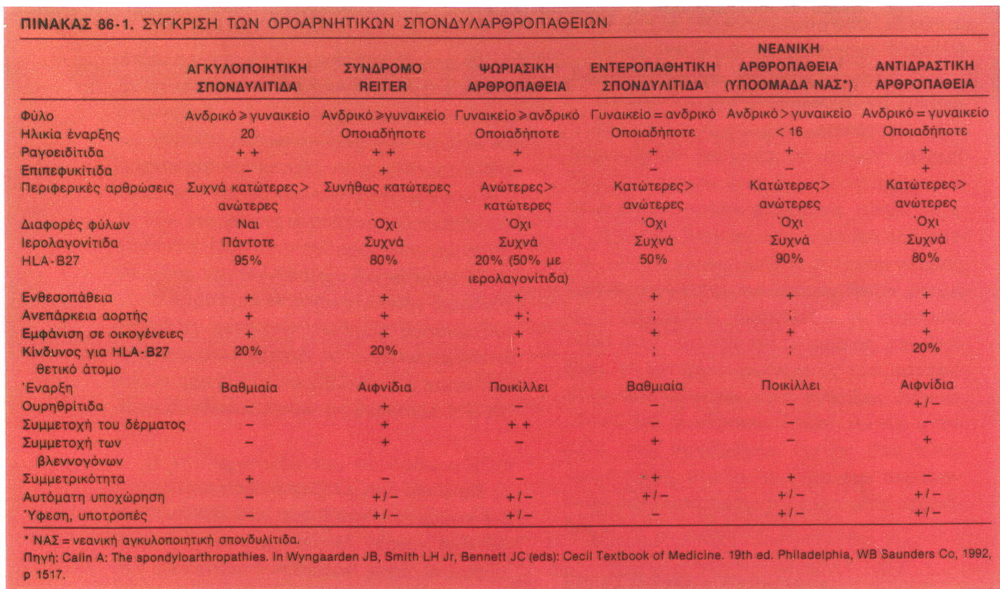 ΠΙΝΑΚΑΣ 86-1. ΣΥΓΚΡΙΣΗ ΤΩΝ ΟΡΟΑΡΝΗΤΙΚΩΝ ΣΠΟΝΔΥΛΑΡΘΡΟΠΑΘΕΙΩΝ
ΝΕΑΝΙΚΗ
ΑΓΚΥΛΟΠΟΙΗΤΙΚΗ ΣΥΝΔΡΟΜΟ ΨΩΡΙΑΣΙΚΗ ΕΝΤΕΡΟΠΑΘΗΤΙΚΗ ΑΡΘΡΟΠΑΘΕΙΑ ΑΝΤΙΔΡΑΣΤΙΚΗ
ΣΠΟΝΔΥΛΙΤΙΔΑ REITER ΑΡΘΡΟΠΑΘΕΙΑ ΣΠΟΝΔΥΛΙΤΙΔΑ (ΥΠΟΟΜΑΔΑ ΝΑΣ*) ΑΡΘΡΟΠΑΘΕΙΑ
Φύλο Ανδρικό ⩾ γυναικείο Ανδρικό ⩾γυναικείο Γυναικείο ⩾ ανδρικό Γυναικείο = ανδρικό Ανδρικό > γυναικείο Ανδρικό = γυναικείο
Ηλικία έναρξης 20 Οποιαδήποτε Οποιαδήποτε Οποιαδήποτε < 16 Οποιαδήποτε
Ραγοειδίτιδα + + + + + + + +
Επιπεφυκίτιδα − + − − − +
Περιφερικές αρθρώσεις Συχνά κατώτερες > Συνήθως κατώτερες Ανώτερες > Κατώτερες > Κατώτερες > Κατώτερες >
ανώτερες κατώτερες ανώτερες ανώτερες ανώτερες
Διαφορές φύλων Ναι Όχι Όχι Όχι Όχι Όχι
Ιερολαγονίτιδα Πάντοτε Συχνά Συχνά Συχνά Συχνά Συχνά
HLA-B27 95% 80% 20% (50% με 50% 90% 80%
ιερολαγονίτιδα)
Ενθεσοπάθεια + + + + + +
Ανεπάρκεια αορτής + + + ; ; ; +
Εμφάνιση σε οικογένειες + + + + + +
Κίνδυνος για HLA-B27 20% 20% ; ; ; 20%
θετικό άτομο
Έναρξη Βαθμιαία Αιφνίδια Ποικίλλει Βαθμιαία Ποικίλλει Αιφνίδια
Ουρηθρίτιδα − + − − − + / −
Συμμετοχή του δέρματος − + + + − − −
Συμμετοχή των − + − + − +
βλεννογόνων
Συμμετρικότητα + − − + + −
Αυτόματη υποχώρηση − + / − + / − + / − + / − + / −
Ύφεση, υποτροπές − + / − + / − − + / − + / −
* ΝΑΣ = νεανική αγκυλοποιητική σπονδυλίτιδα.
Πηγή: Calin A: The spondyloarthropathies. In Wyngaarden JB, Smith LH Jr, Bennett JC (eds): Cecil Textbook of Medicine. 19th ed. Philadelphia, WB Saunders Co, 1992,
p 1517.